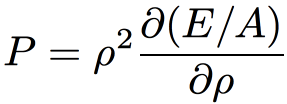 P = ρ² ∂(E/A)/∂ρ